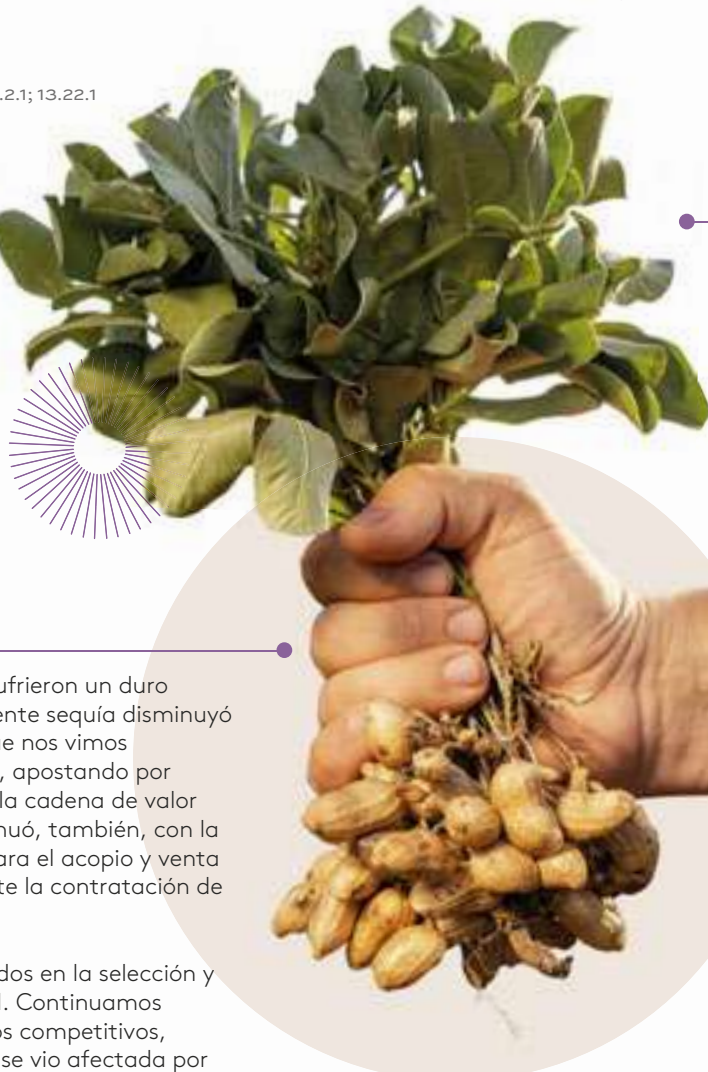 .2.1; 13.22.1
ufrieron un duro
ente sequía disminuyó
e nos vimos
, apostando por
la cadena de valor
nuó, también, con la
ara el acopio y venta
te la contratación de
dos en la selección y
l. Continuamos
os competitivos,
se vio afectada por